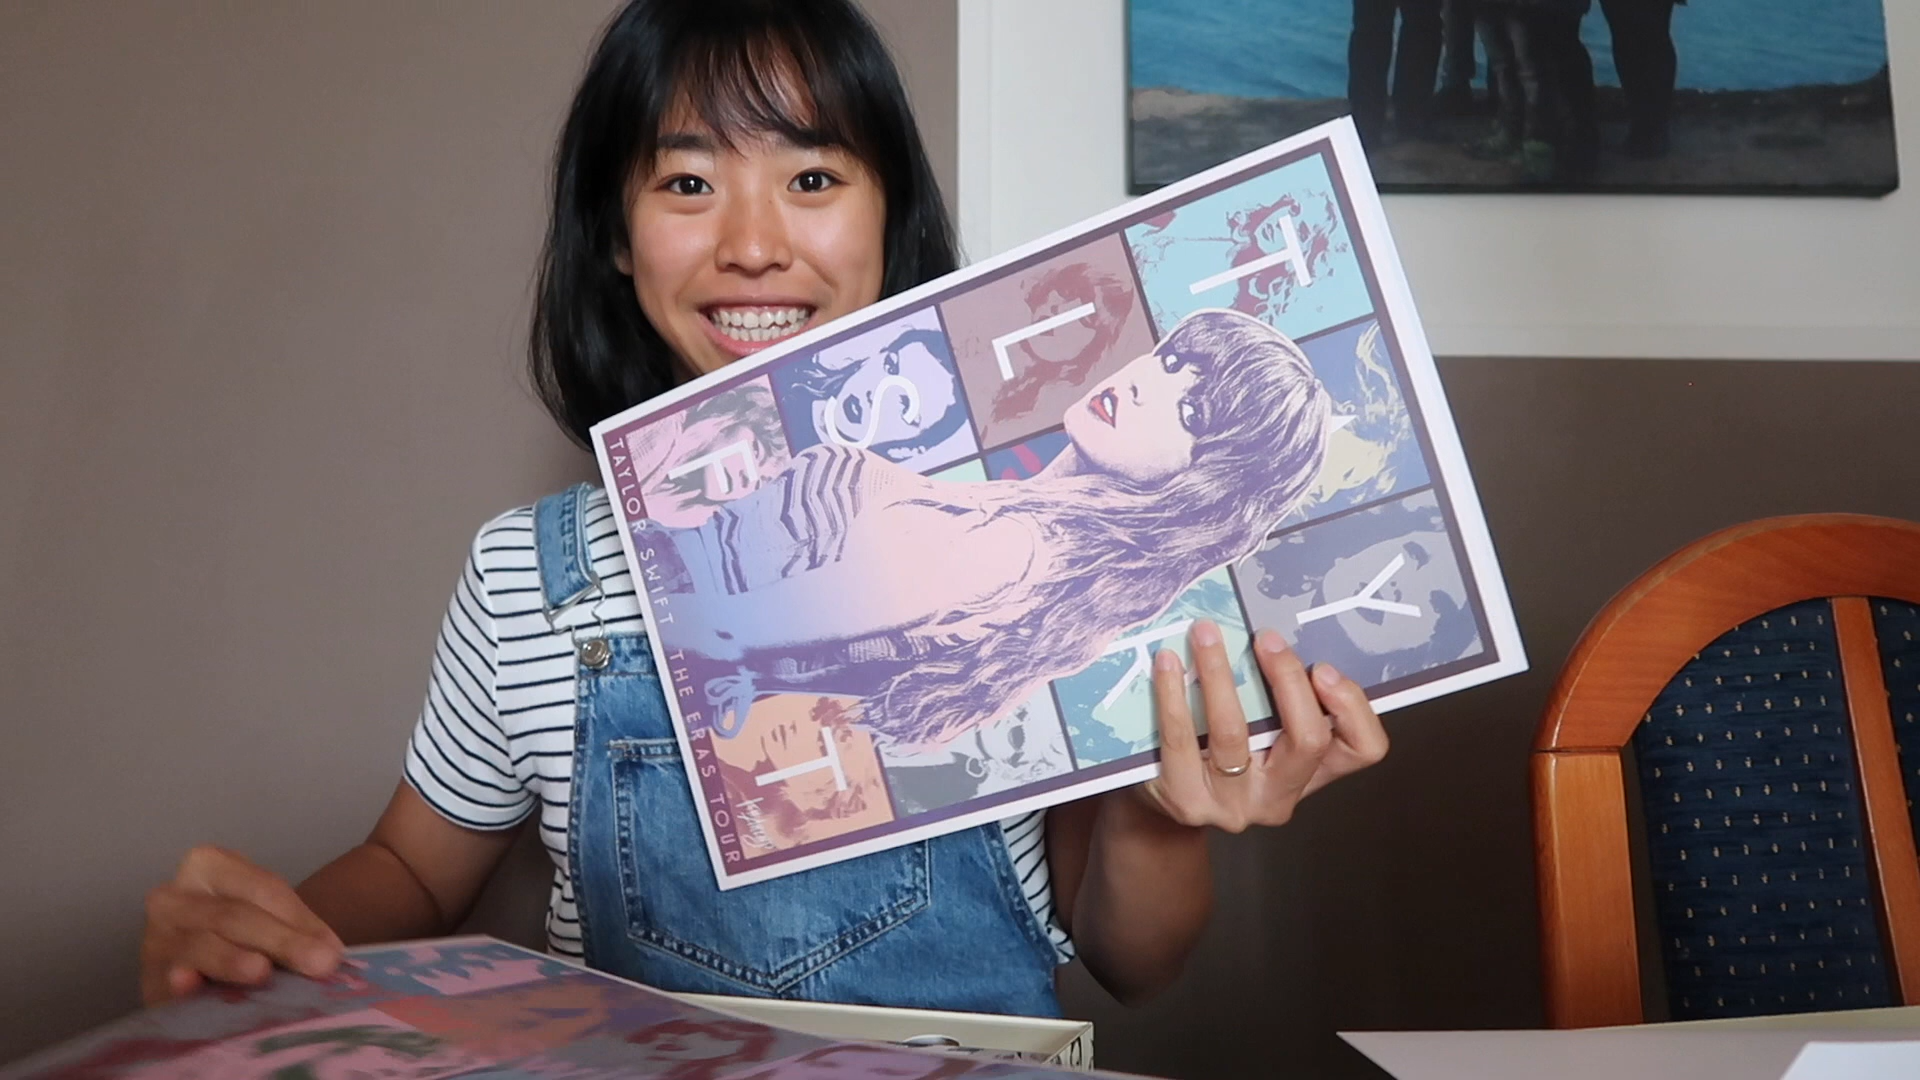 T Y
L R
S
F T
TAYLOR SWIFT THE ERAS TOUR